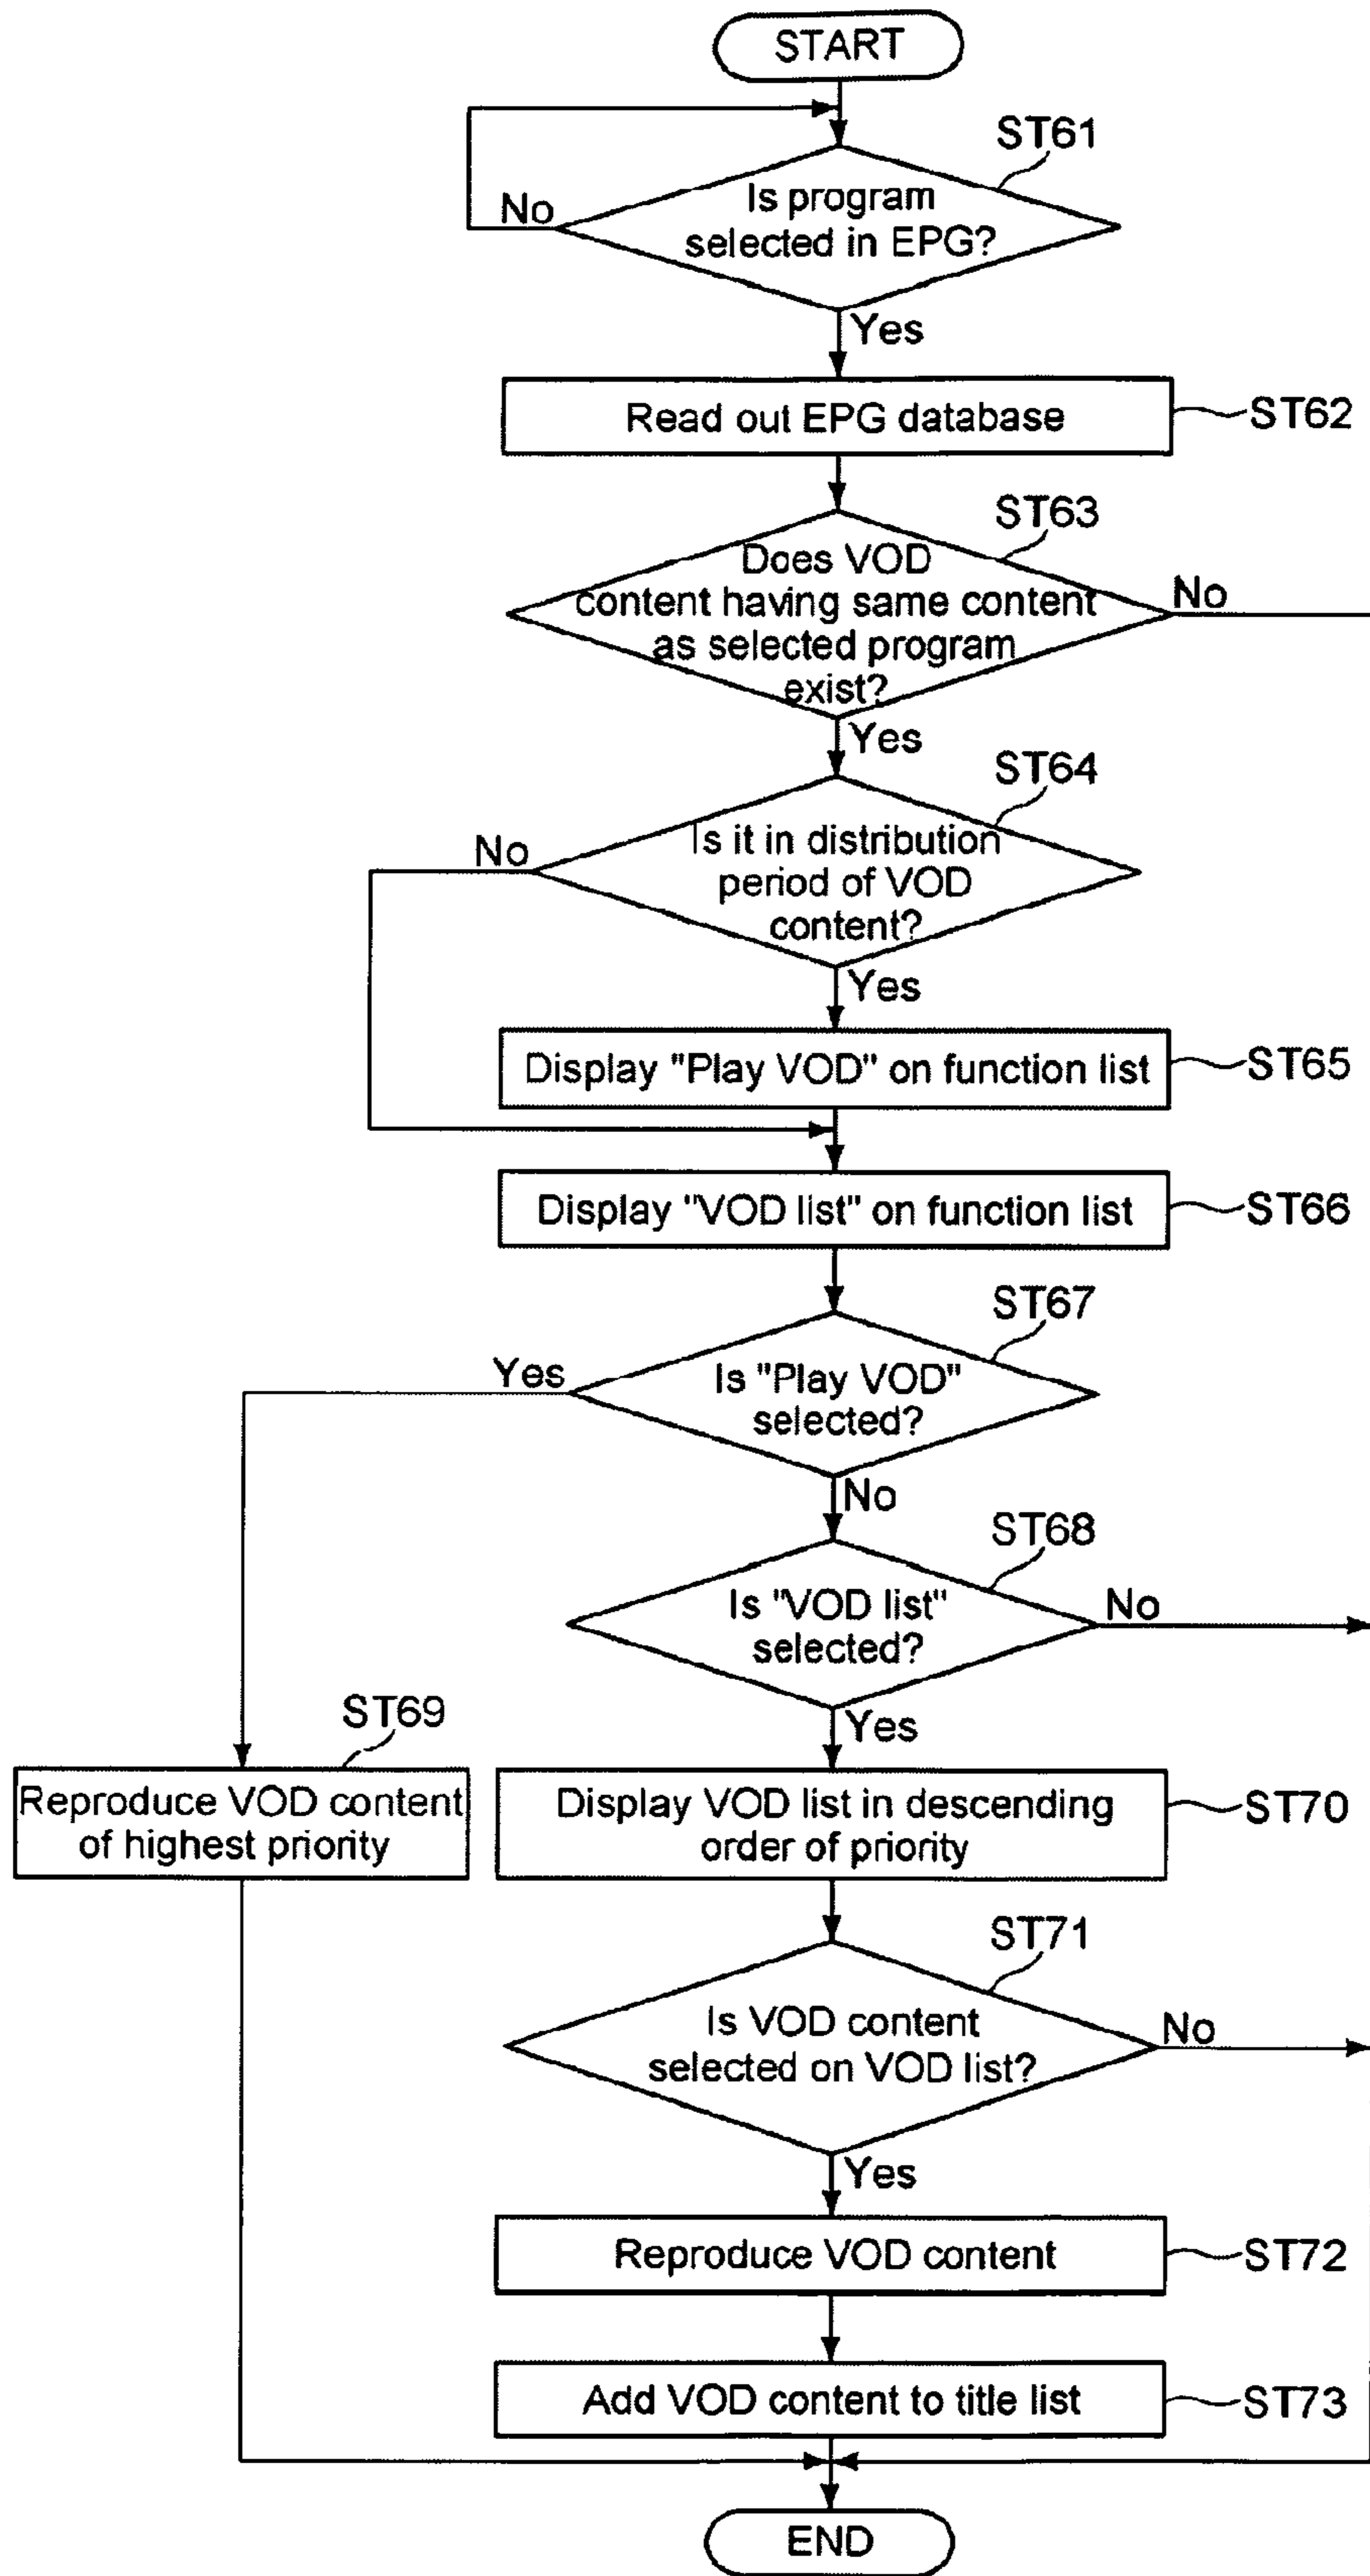 START
ST61
Is program
selected in EPG?
No
Yes
Read out EPG database
ST62
ST63
Does VOD
content having same content
as selected program
exist?
No
Yes
ST64
Is it in distribution
period of VOD
content?
No
Yes
Display "Play VOD" on function list
ST65
Display "VOD list" on function list
ST66
ST67
Is "Play VOD"
selected?
Yes
No
ST68
Is "VOD list"
selected?
No
Yes
ST69
Reproduce VOD content
of highest priority
Display VOD list in descending
order of priority
ST70
ST71
Is VOD content
selected on VOD list?
No
Yes
Reproduce VOD content
ST72
Add VOD content to title list
ST73
END